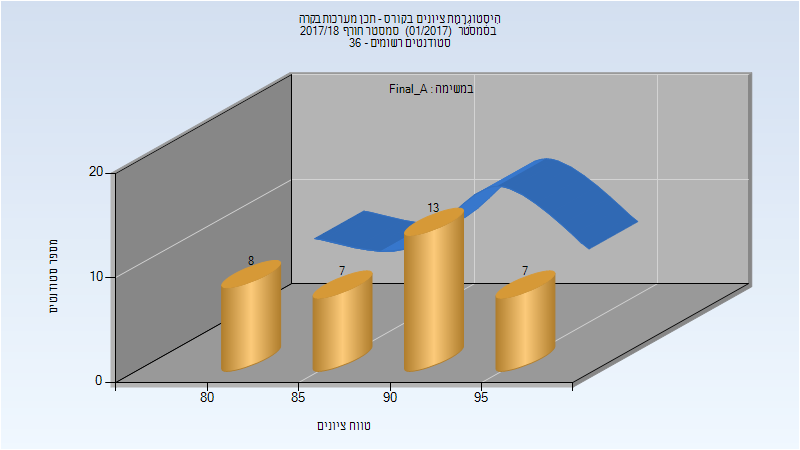 היסטוגרמת ציונים בקורס - תכן מערכות בקרה
בסמסטר (01/2017) סמסטר חורף 2017/18
סטודנטים רשומים - 36
במשימה : Final_A
מספר סטודנטים
20
10
0
8
7
13
7
80
85
90
95
טווח ציונים